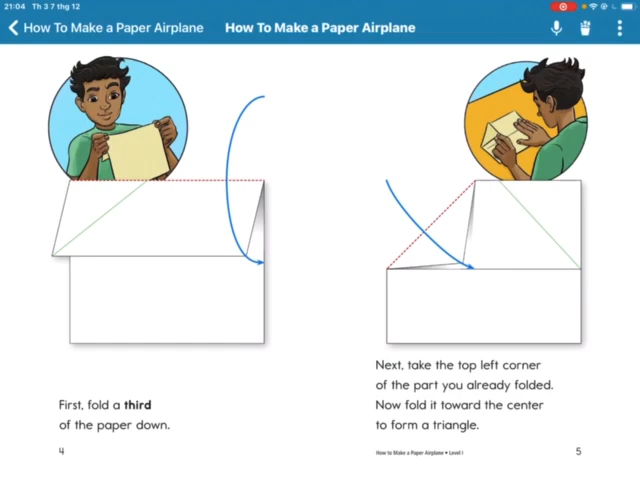 21:04 Th 3 7 thg 12
How To Make a Paper Airplane
How To Make a Paper Airplane
First, fold a third
of the paper down.
4
Next, take the top left corner
of the part you already folded.
Now fold it toward the center
to form a triangle.
How to Make a Paper Airplane • Level I
5